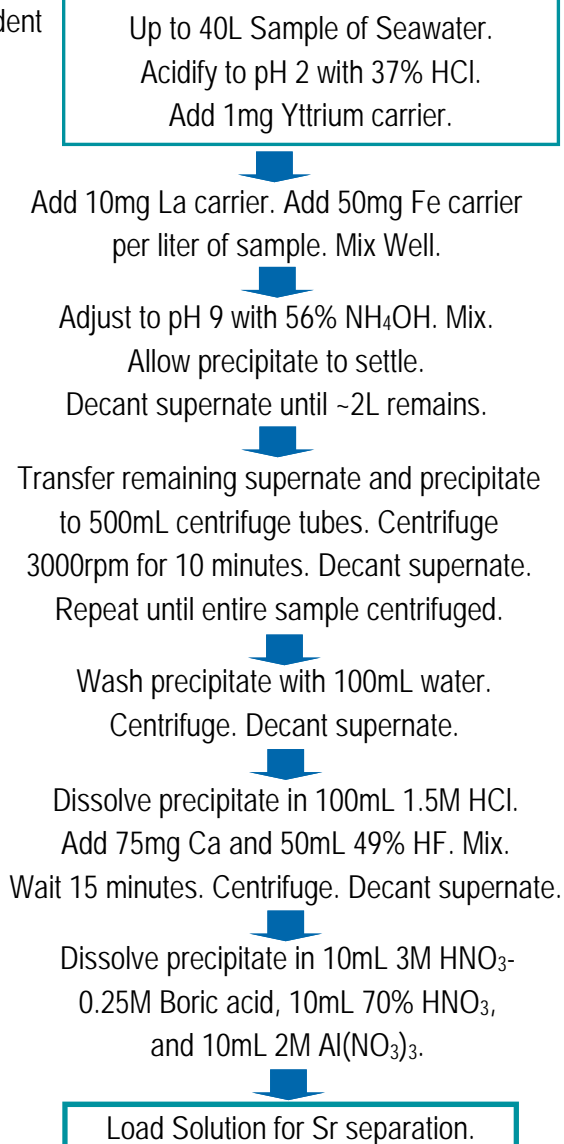 dent
Up to 40L Sample of Seawater.
Acidify to pH 2 with 37% HCl.
Add 1mg Yttrium carrier.
Add 10mg La carrier. Add 50mg Fe carrier
per liter of sample. Mix Well.
Adjust to pH 9 with 56% NH₄OH. Mix.
Allow precipitate to settle.
Decant supernate until ~2L remains.
Transfer remaining supernate and precipitate
to 500mL centrifuge tubes. Centrifuge
3000rpm for 10 minutes. Decant supernate.
Repeat until entire sample centrifuged.
Wash precipitate with 100mL water.
Centrifuge. Decant supernate.
Dissolve precipitate in 100mL 1.5M HCl.
Add 75mg Ca and 50mL 49% HF. Mix.
Wait 15 minutes. Centrifuge. Decant supernate.
Dissolve precipitate in 10mL 3M HNO₃-
0.25M Boric acid, 10mL 70% HNO₃,
and 10mL 2M Al(NO₃)₃.
Load Solution for Sr separation.